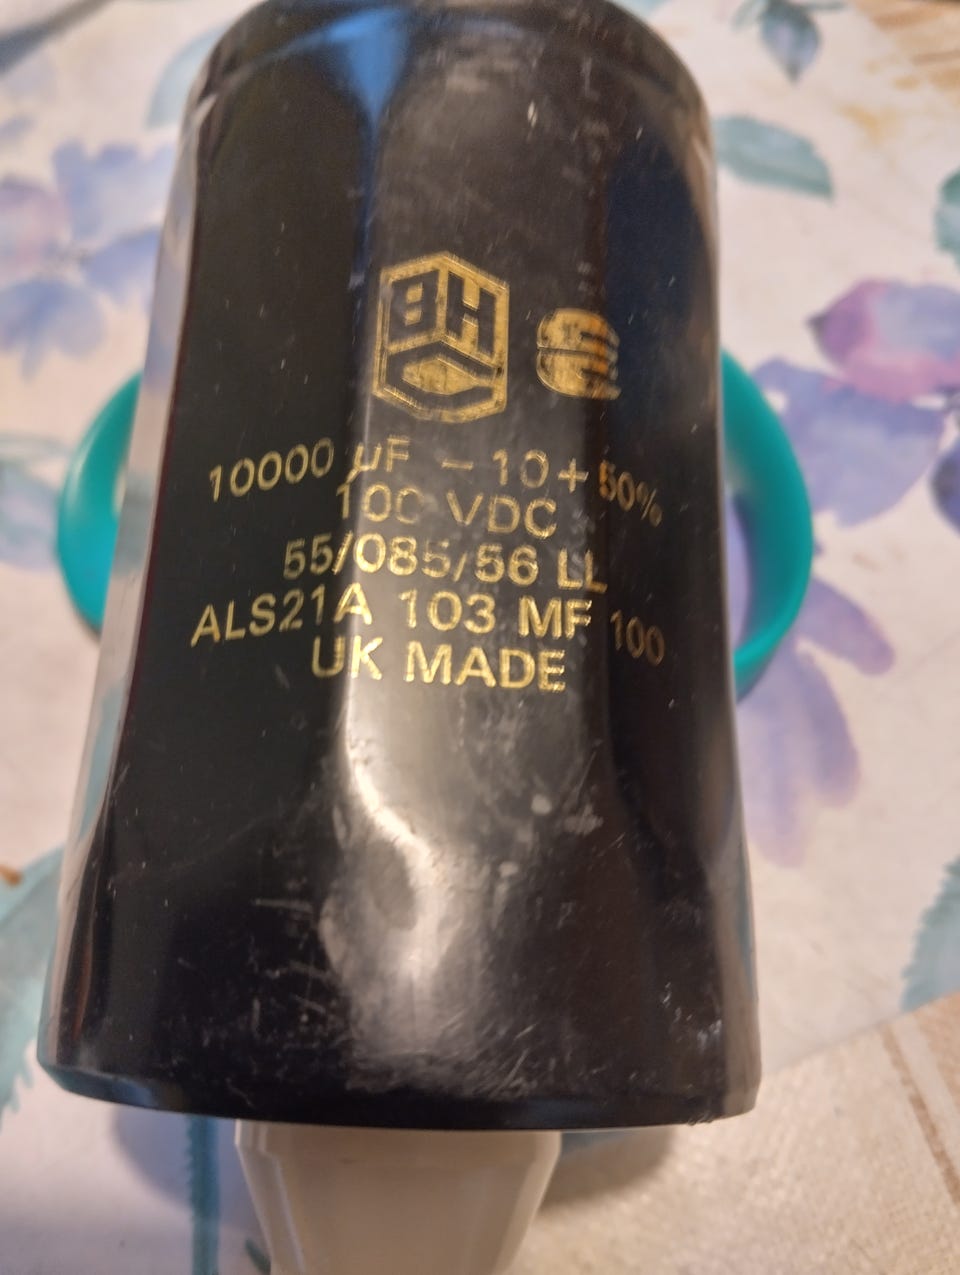 BHC
10000 µF – 10 + 50%
100 VDC
55/085/56 LL
ALS21A 103 MF 100
UK MADE